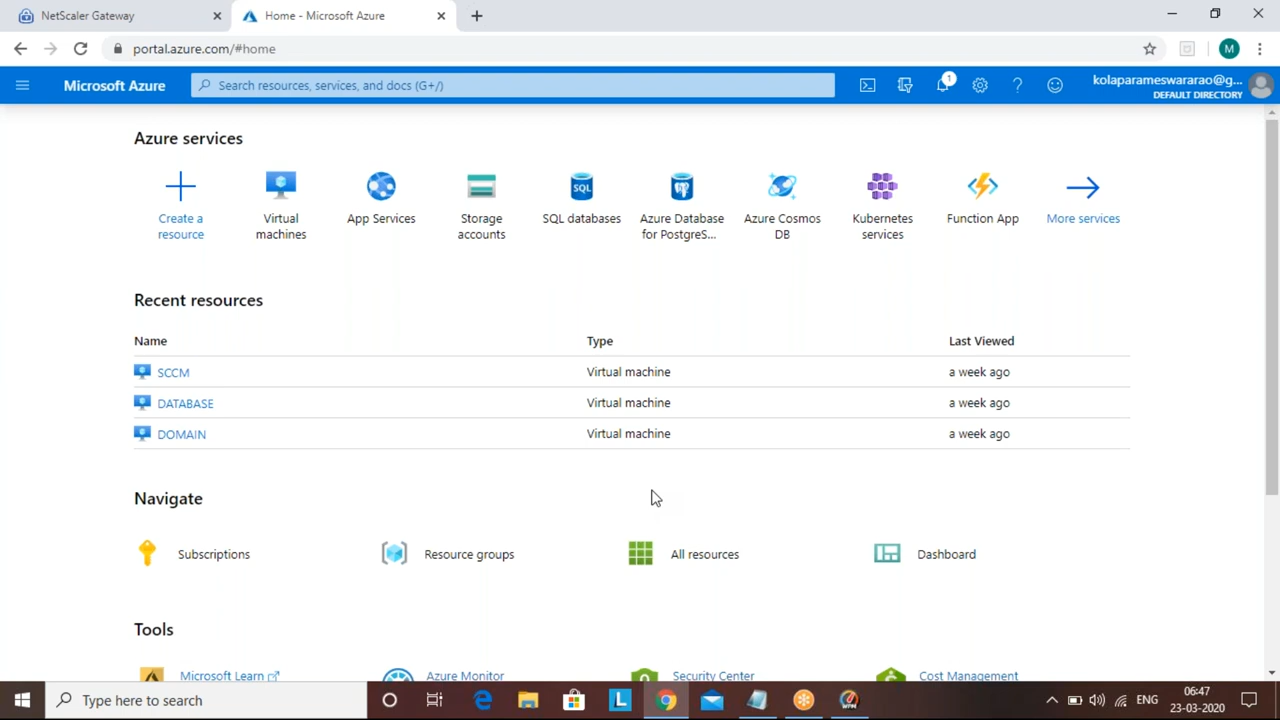 NetScaler Gateway
Home - Microsoft Azure
portal.azure.com/#home
M
Microsoft Azure
Search resources, services, and docs (G+/)
1
kolaparameswararao@g...
DEFAULT DIRECTORY
Azure services
Create a
resource
Virtual
machines
App Services
Storage
accounts
SQL
SQL databases
Azure Database
for PostgreS...
Azure Cosmos
DB
Kubernetes
services
Function App
More services
Recent resources
Name Type Last Viewed
SCCM Virtual machine a week ago
DATABASE Virtual machine a week ago
DOMAIN Virtual machine a week ago
Navigate
Subscriptions Resource groups All resources Dashboard
Tools
Microsoft Learn Azure Monitor Security Center Cost Management
Type here to search
L
ENG
06:47
23-03-2020